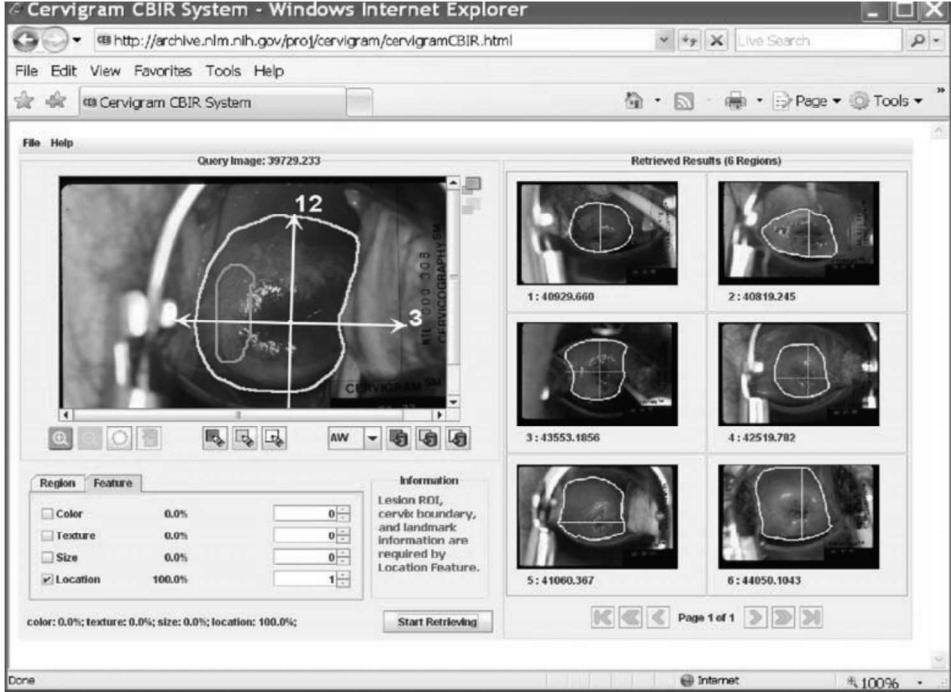 Cervigram CBIR System - Windows Internet Explorer
http://archive.nlm.nih.gov/proj/cervigram/cervigramCBIR.html
Live Search
File Edit View Favorites Tools Help
Cervigram CBIR System
Page
Tools
File Help
Query Image: 39729.233
Retrieved Results (6 Regions)
12
3
NIL 000 008
CERVICOGRAPHY SM
CERVIGRAM SM
1 : 40929.660
2 : 40819.245
3 : 43553.1856
4 : 42519.782
5 : 41060.367
6 : 44050.1043
AW
Region Feature
Color 0.0% 0
Texture 0.0% 0
Size 0.0% 0
Location 100.0% 1
Information
Lesion ROI,
cervix boundary,
and landmark
information are
required by
Location Feature.
color: 0.0%; texture: 0.0%; size: 0.0%; location: 100.0%;
Start Retrieving
Page 1 of 1
Done
Internet
100%